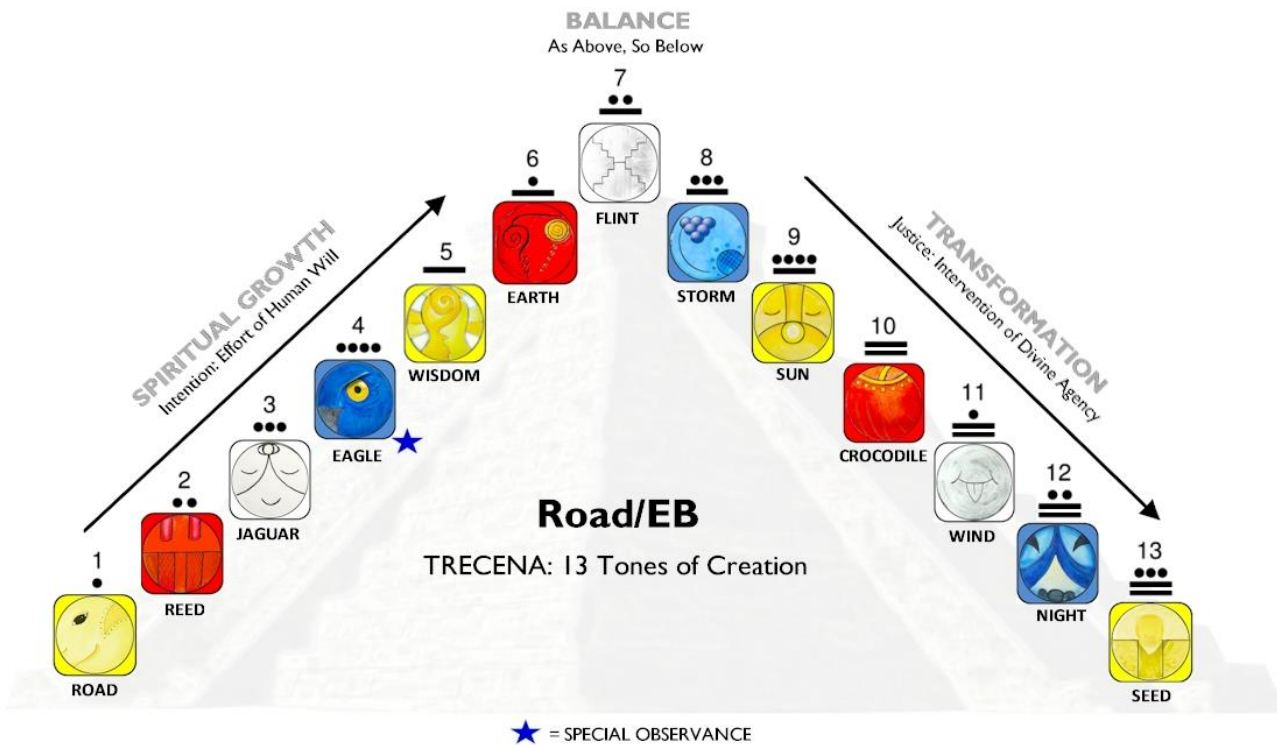 BALANCE
As Above, So Below
7
FLINT
6
EARTH
8
STORM
5
WISDOM
9
SUN
4
EAGLE
10
CROCODILE
3
JAGUAR
11
WIND
2
REED
12
NIGHT
1
ROAD
13
SEED
SPIRITUAL GROWTH
Intention: Effort of Human Will
TRANSFORMATION
Justice: Intervention of Divine Agency
Road/EB
TRECENA: 13 Tones of Creation
= SPECIAL OBSERVANCE